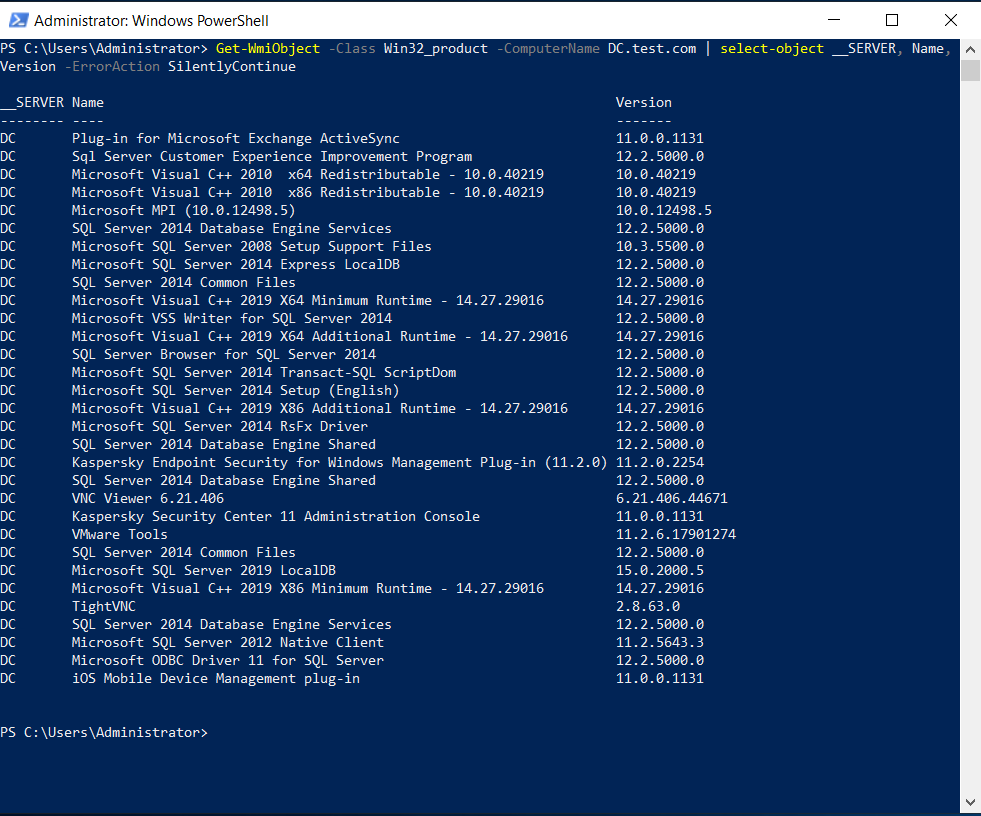 Administrator: Windows PowerShell
PS C:\Users\Administrator> Get-WmiObject -Class Win32_product -ComputerName DC.test.com | select-object __SERVER, Name,
Version -ErrorAction SilentlyContinue
__SERVER Name Version
-------- ---- -------
DC Plug-in for Microsoft Exchange ActiveSync 11.0.0.1131
DC Sql Server Customer Experience Improvement Program 12.2.5000.0
DC Microsoft Visual C++ 2010  x64 Redistributable - 10.0.40219 10.0.40219
DC Microsoft Visual C++ 2010  x86 Redistributable - 10.0.40219 10.0.40219
DC Microsoft MPI (10.0.12498.5) 10.0.12498.5
DC SQL Server 2014 Database Engine Services 12.2.5000.0
DC Microsoft SQL Server 2008 Setup Support Files 10.3.5500.0
DC Microsoft SQL Server 2014 Express LocalDB 12.2.5000.0
DC SQL Server 2014 Common Files 12.2.5000.0
DC Microsoft Visual C++ 2019 X64 Minimum Runtime - 14.27.29016 14.27.29016
DC Microsoft VSS Writer for SQL Server 2014 12.2.5000.0
DC Microsoft Visual C++ 2019 X64 Additional Runtime - 14.27.29016 14.27.29016
DC SQL Server Browser for SQL Server 2014 12.2.5000.0
DC Microsoft SQL Server 2014 Transact-SQL ScriptDom 12.2.5000.0
DC Microsoft SQL Server 2014 Setup (English) 12.2.5000.0
DC Microsoft Visual C++ 2019 X86 Additional Runtime - 14.27.29016 14.27.29016
DC Microsoft SQL Server 2014 RsFx Driver 12.2.5000.0
DC SQL Server 2014 Database Engine Shared 12.2.5000.0
DC Kaspersky Endpoint Security for Windows Management Plug-in (11.2.0) 11.2.0.2254
DC SQL Server 2014 Database Engine Shared 12.2.5000.0
DC VNC Viewer 6.21.406 6.21.406.44671
DC Kaspersky Security Center 11 Administration Console 11.0.0.1131
DC VMware Tools 11.2.6.17901274
DC SQL Server 2014 Common Files 12.2.5000.0
DC Microsoft SQL Server 2019 LocalDB 15.0.2000.5
DC Microsoft Visual C++ 2019 X86 Minimum Runtime - 14.27.29016 14.27.29016
DC TightVNC 2.8.63.0
DC SQL Server 2014 Database Engine Services 12.2.5000.0
DC Microsoft SQL Server 2012 Native Client 11.2.5643.3
DC Microsoft ODBC Driver 11 for SQL Server 12.2.5000.0
DC iOS Mobile Device Management plug-in 11.0.0.1131
PS C:\Users\Administrator>